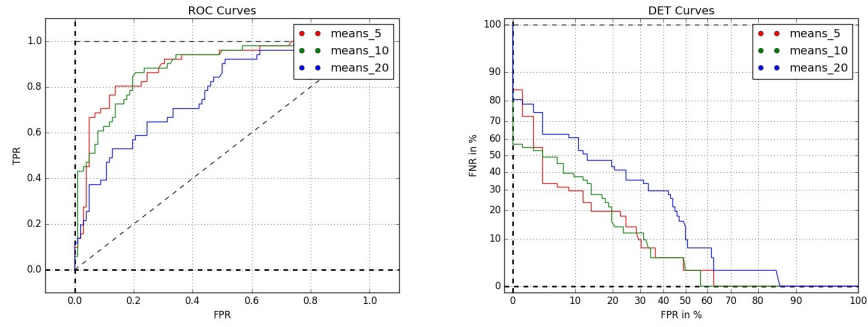 ROC Curves
1.0
0.8
0.6
0.4
0.2
0.0
TPR
0.0 0.2 0.4 0.6 0.8 1.0
FPR
means_5
means_10
means_20
DET Curves
100
90
80
70
60
50
40
30
20
10
0
FNR in %
0 10 20 30 40 50 60 70 80 90 100
FPR in %
means_5
means_10
means_20